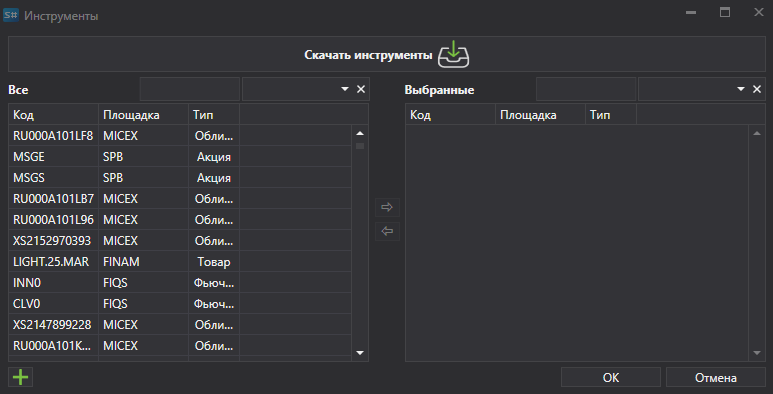 S# Инструменты
Скачать инструменты
Все Выбранные
Код Площадка Тип Код Площадка Тип
RU000A101LF8 MICEX Обли...
MSGE SPB Акция
MSGS SPB Акция
RU000A101LB7 MICEX Обли...
RU000A101L96 MICEX Обли...
XS2152970393 MICEX Обли...
LIGHT.25.MAR FINAM Товар
INN0 FIQS Фьюч...
CLV0 FIQS Фьюч...
XS2147899228 MICEX Обли...
RU000A101K... MICEX Обли...
OK Отмена